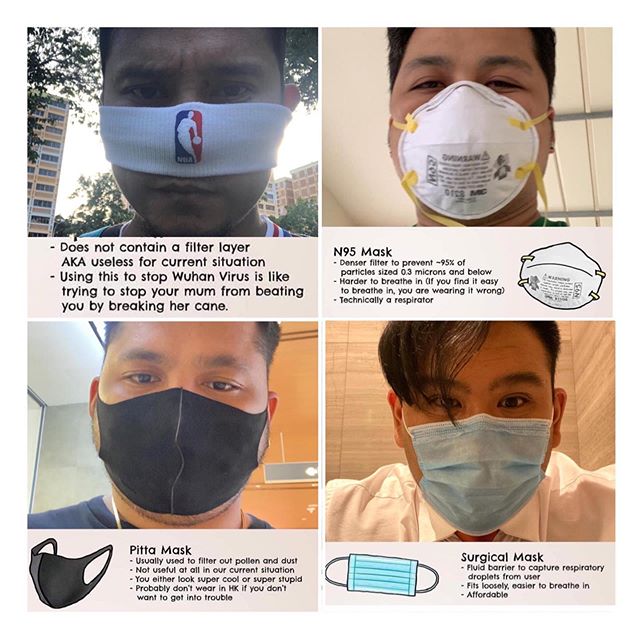 NBA
- Does not contain a filter layer
AKA useless for current situation
- Using this to stop Wuhan Virus is like
trying to stop your mum from beating
you by breaking her cane.
WARNING
N95 Mask
- Denser filter to prevent ~95% of
particles sized 0.3 microns and below
- Harder to breathe in (If you find it easy
to breathe in, you are wearing it wrong)
- Technically a respirator
WARNING
N95
Pitta Mask
- Usually used to filter out pollen and dust
- Not useful at all in our current situation
- You either look super cool or super stupid
- Probably don't wear in HK if you don't
want to get into trouble
Surgical Mask
- Fluid barrier to capture respiratory
droplets from user
- Fits loosely, easier to breathe in
- Affordable